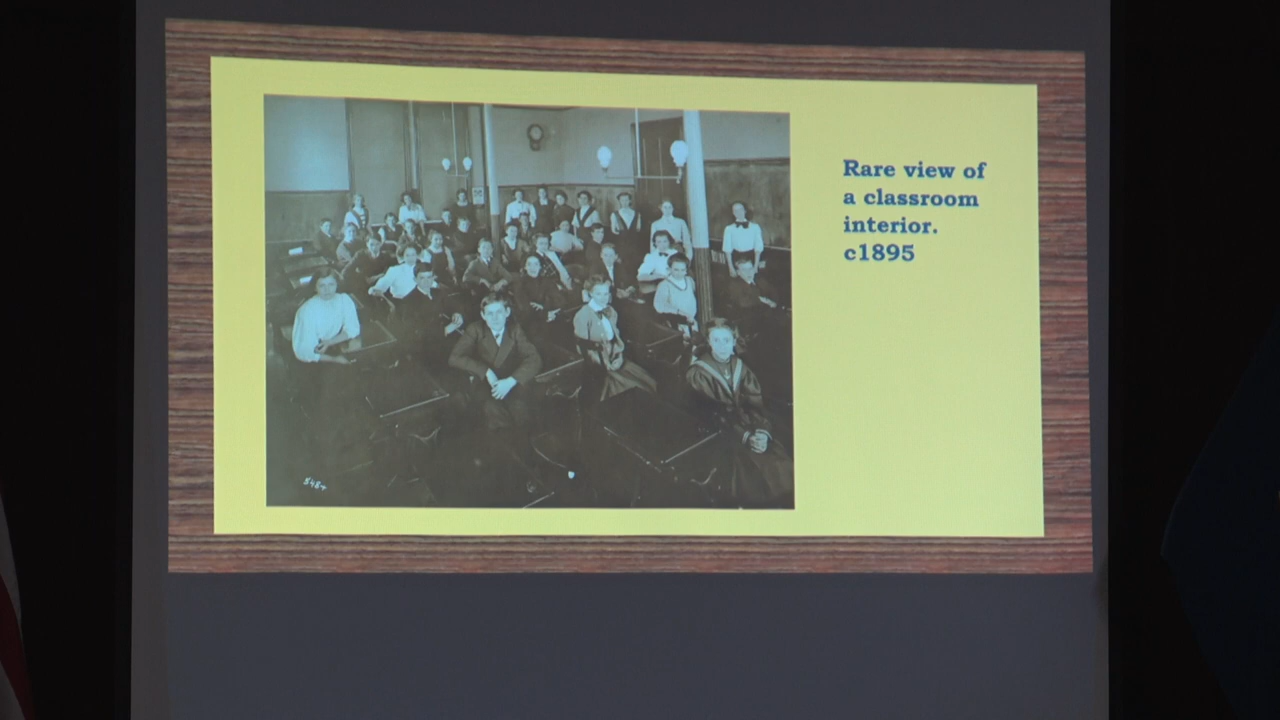 Rare view of
a classroom
interior.
c1895